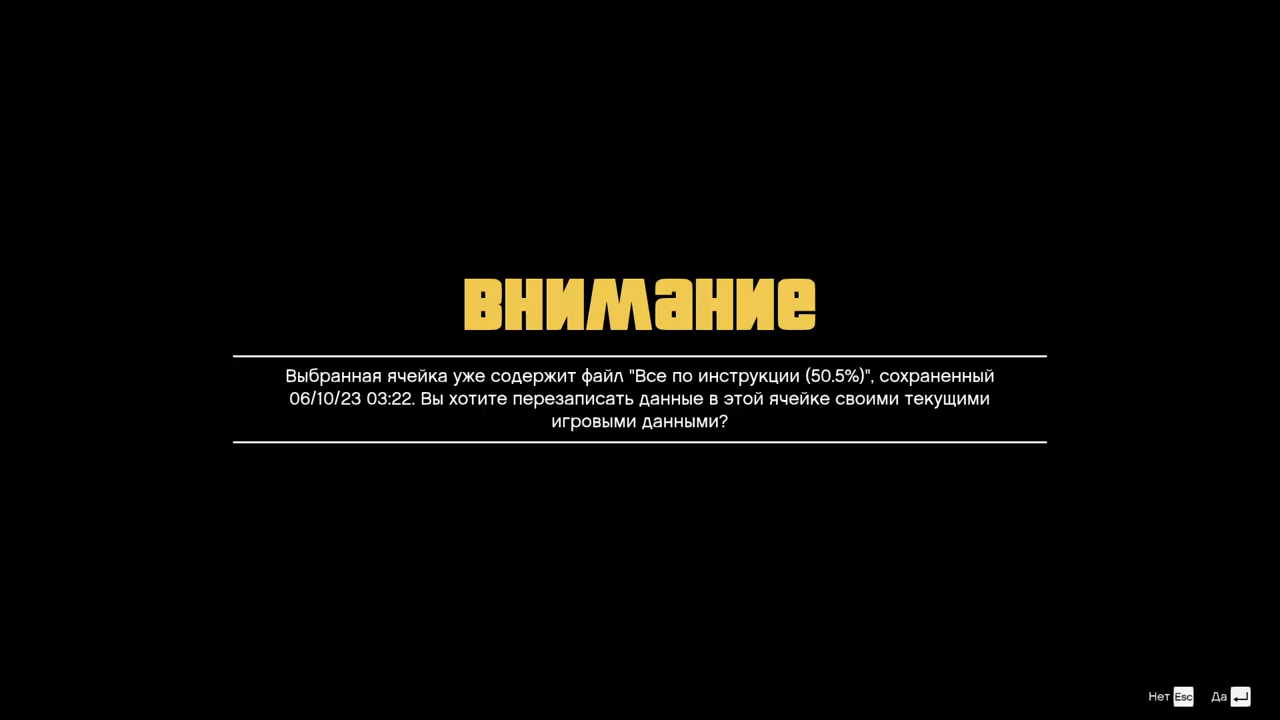 внимание
Выбранная ячейка уже содержит файл "Все по инструкции (50.5%)", сохраненный
06/10/23 03:22. Вы хотите перезаписать данные в этой ячейке своими текущими
игровыми данными?
Нет Esc Да